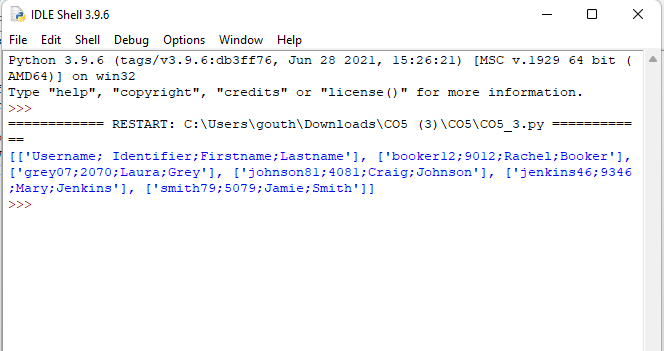 IDLE Shell 3.9.6
File Edit Shell Debug Options Window Help
Python 3.9.6 (tags/v3.9.6:db3ff76, Jun 28 2021, 15:26:21) [MSC v.1929 64 bit (
AMD64)] on win32
Type "help", "copyright", "credits" or "license()" for more information.
>>>
============ RESTART: C:\Users\gouth\Downloads\CO5 (3)\CO5\CO5_3.py ==========
==
[['Username; Identifier;Firstname;Lastname'], ['booker12;9012;Rachel;Booker'],
['grey07;2070;Laura;Grey'], ['johnson81;4081;Craig;Johnson'], ['jenkins46;9346
;Mary;Jenkins'], ['smith79;5079;Jamie;Smith']]
>>>